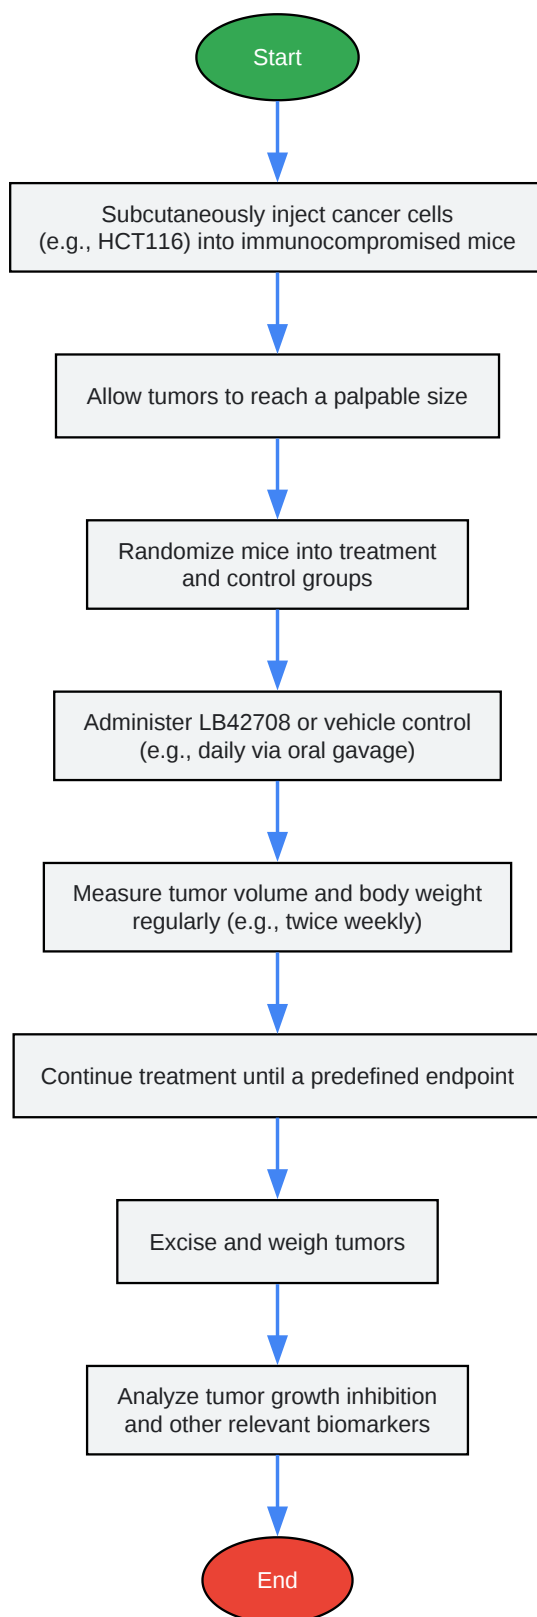 Start
Subcutaneously inject cancer cells
(e.g., HCT116) into immunocompromised mice
Allow tumors to reach a palpable size
Randomize mice into treatment
and control groups
Administer LB42708 or vehicle control
(e.g., daily via oral gavage)
Measure tumor volume and body weight
regularly (e.g., twice weekly)
Continue treatment until a predefined endpoint
Excise and weigh tumors
Analyze tumor growth inhibition
and other relevant biomarkers
End